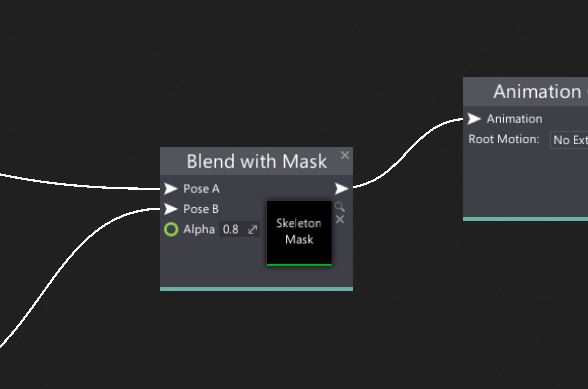 Animation
Animation
Root Motion: No Ext
Blend with Mask
Pose A
Pose B
Alpha 0.8
Skeleton
Mask